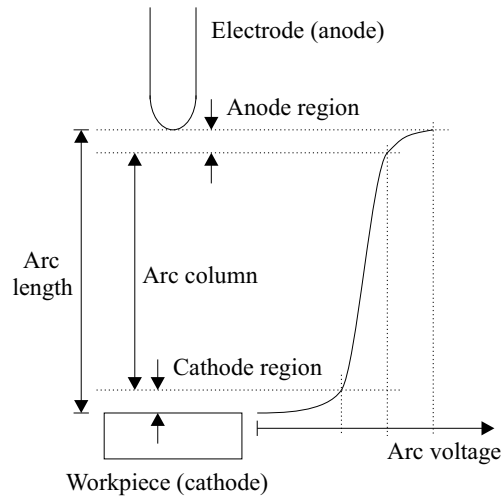 Electrode (anode)
Anode region
Arc
length
Arc column
Cathode region
Arc voltage
Workpiece (cathode)